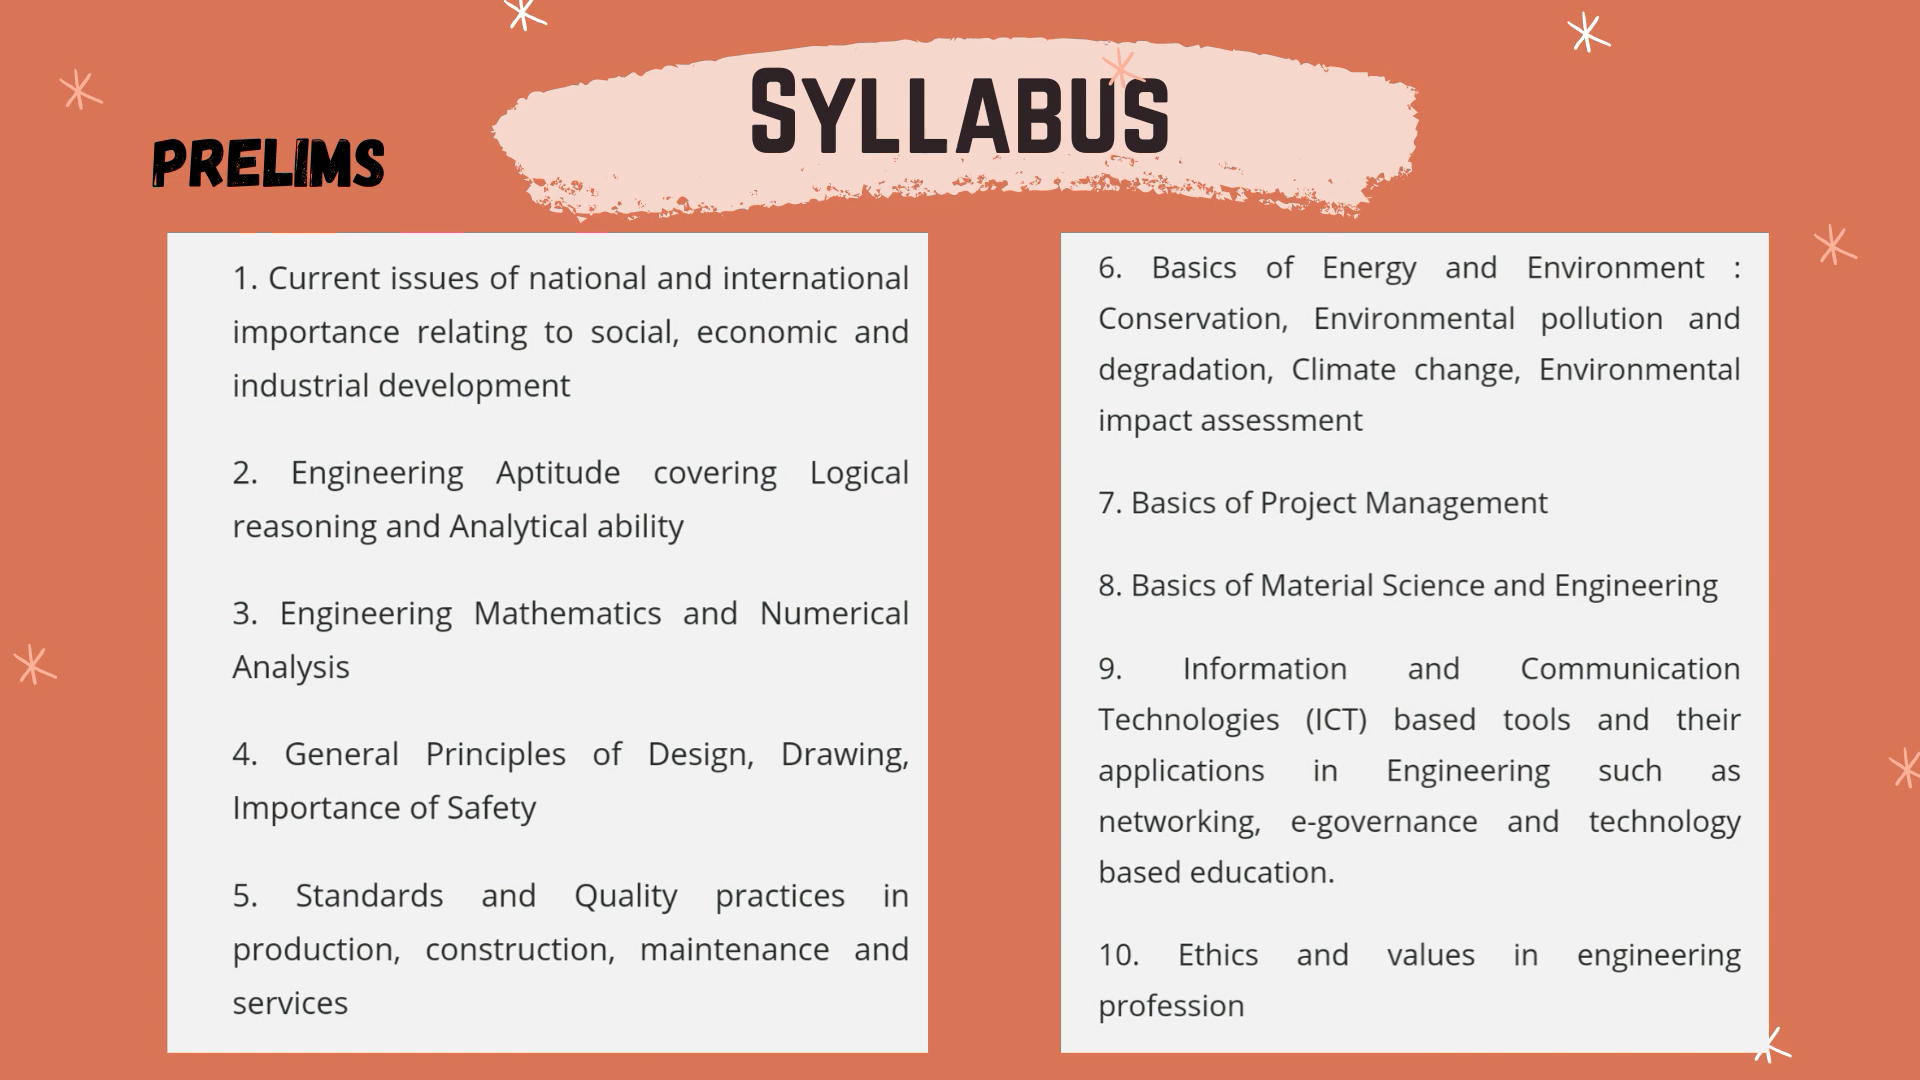 SYLLABUS
PRELIMS
1. Current issues of national and international
importance relating to social, economic and
industrial development
2. Engineering Aptitude covering Logical
reasoning and Analytical ability
3. Engineering Mathematics and Numerical
Analysis
4. General Principles of Design, Drawing,
Importance of Safety
5. Standards and Quality practices in
production, construction, maintenance and
services
6. Basics of Energy and Environment :
Conservation, Environmental pollution and
degradation, Climate change, Environmental
impact assessment
7. Basics of Project Management
8. Basics of Material Science and Engineering
9. Information and Communication
Technologies (ICT) based tools and their
applications in Engineering such as
networking, e-governance and technology
based education.
10. Ethics and values in engineering
profession